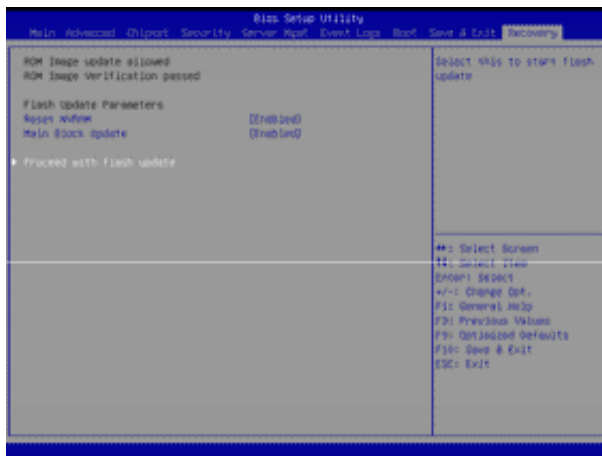 Bios Setup Utility
Main Advanced Chipset Security Server Mgmt Event Logs Boot Save & Exit Recovery
ROM Image update allowed
ROM Image Verification passed
Flash Update Parameters
Reset NVRAM [Enabled]
Main Block Update [Enabled]
Proceed with flash update
Select this to start flash
update
: Select Screen
: Select Item
Enter: Select
+/-: Change Opt.
F1: General Help
F3: Previous Values
F9: Optimized Defaults
F10: Save & Exit
ESC: Exit